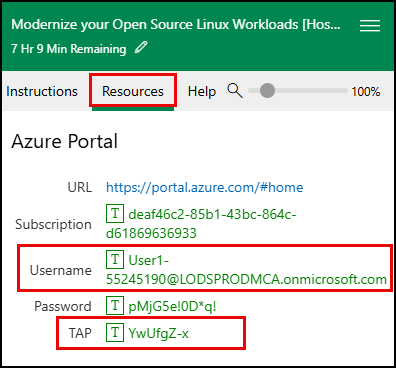 Modernize your Open Source Linux Workloads [Hos...
7 Hr 9 Min Remaining
Instructions Resources Help 100%
Azure Portal
URL https://portal.azure.com/#home
Subscription T deaf46c2-85b1-43bc-864c-
d61869636933
Username T User1-
55245190@LODSPRODMCA.onmicrosoft.com
Password T pMjG5e!0D*q!
TAP T YwUfgZ-x